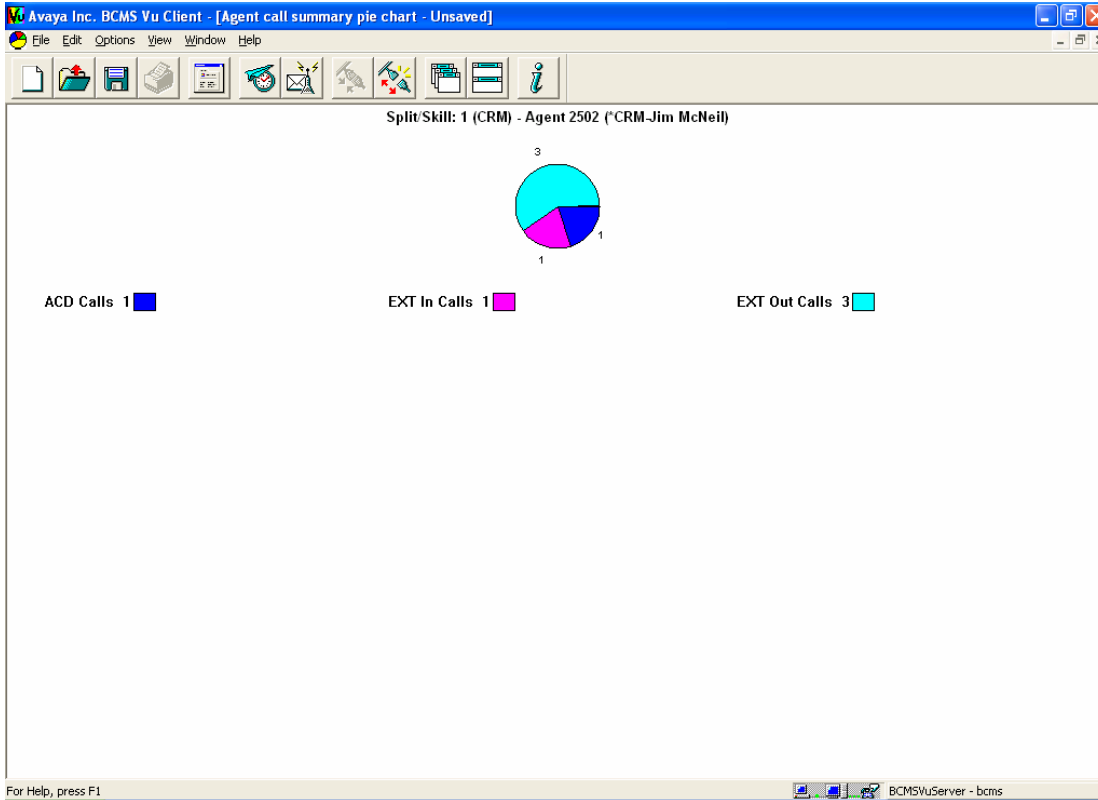 Vu Avaya Inc. BCMS Vu Client - [Agent call summary pie chart - Unsaved]
File Edit Options View Window Help
Split/Skill: 1 (CRM) - Agent 2502 (*CRM-Jim McNeil)
3
1
1
ACD Calls 1
EXT In Calls 1
EXT Out Calls 3
For Help, press F1
BCMSVuServer - bcms